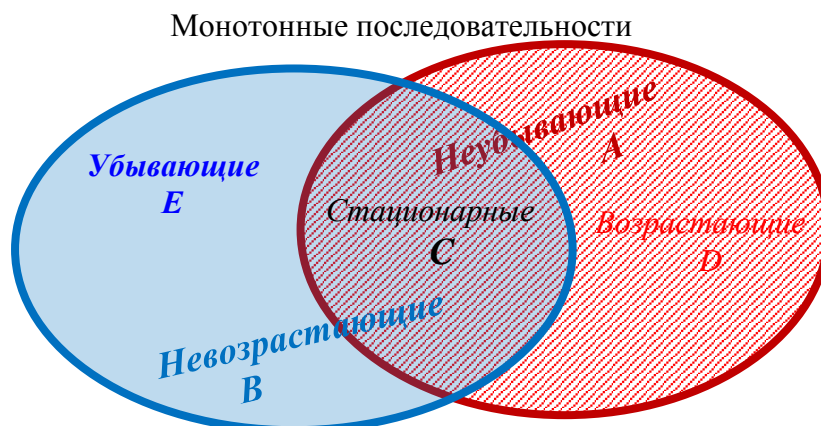 Монотонные последовательности
Неубывающие
A
Убывающие
E
Стационарные
C
Возрастающие
D
Невозрастающие
B